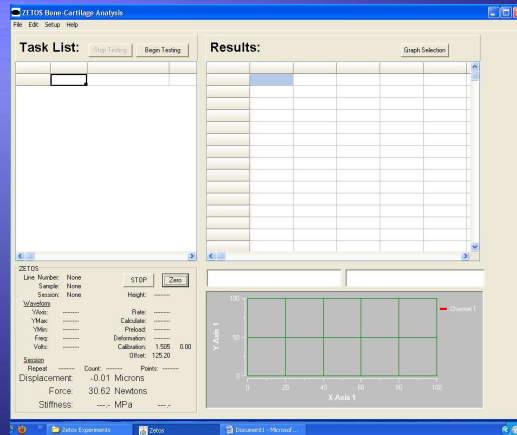 ZETOS Bone-Cartilage Analysis
File Edit Setup Help
Task List:
Stop Testing
Begin Testing
Results:
Graph Selection
ZETOS
Line Number: None
Sample: None
Session: None
STOP
Zero
Height: --------
Waveform
YAxis: --------
YMax: --------
YMin: --------
Freq: --------
Volts: --------
Rate: --------
Calculate: --------
Preload: --------
Deformation: --------
Calibration: 1.505 0.00
Offset: 125.20
Session
Repeat -------- Count: -------- Points: --------
Displacement: -0.01 Microns
Force: 30.62 Newtons
Stiffness: ---.- MPa ---.-
100
50
0
Y Axis 1
0 20 40 60 80 100
X Axis 1
Channel 1
Zetos Experiments
Zetos
Document1 - Microsof...